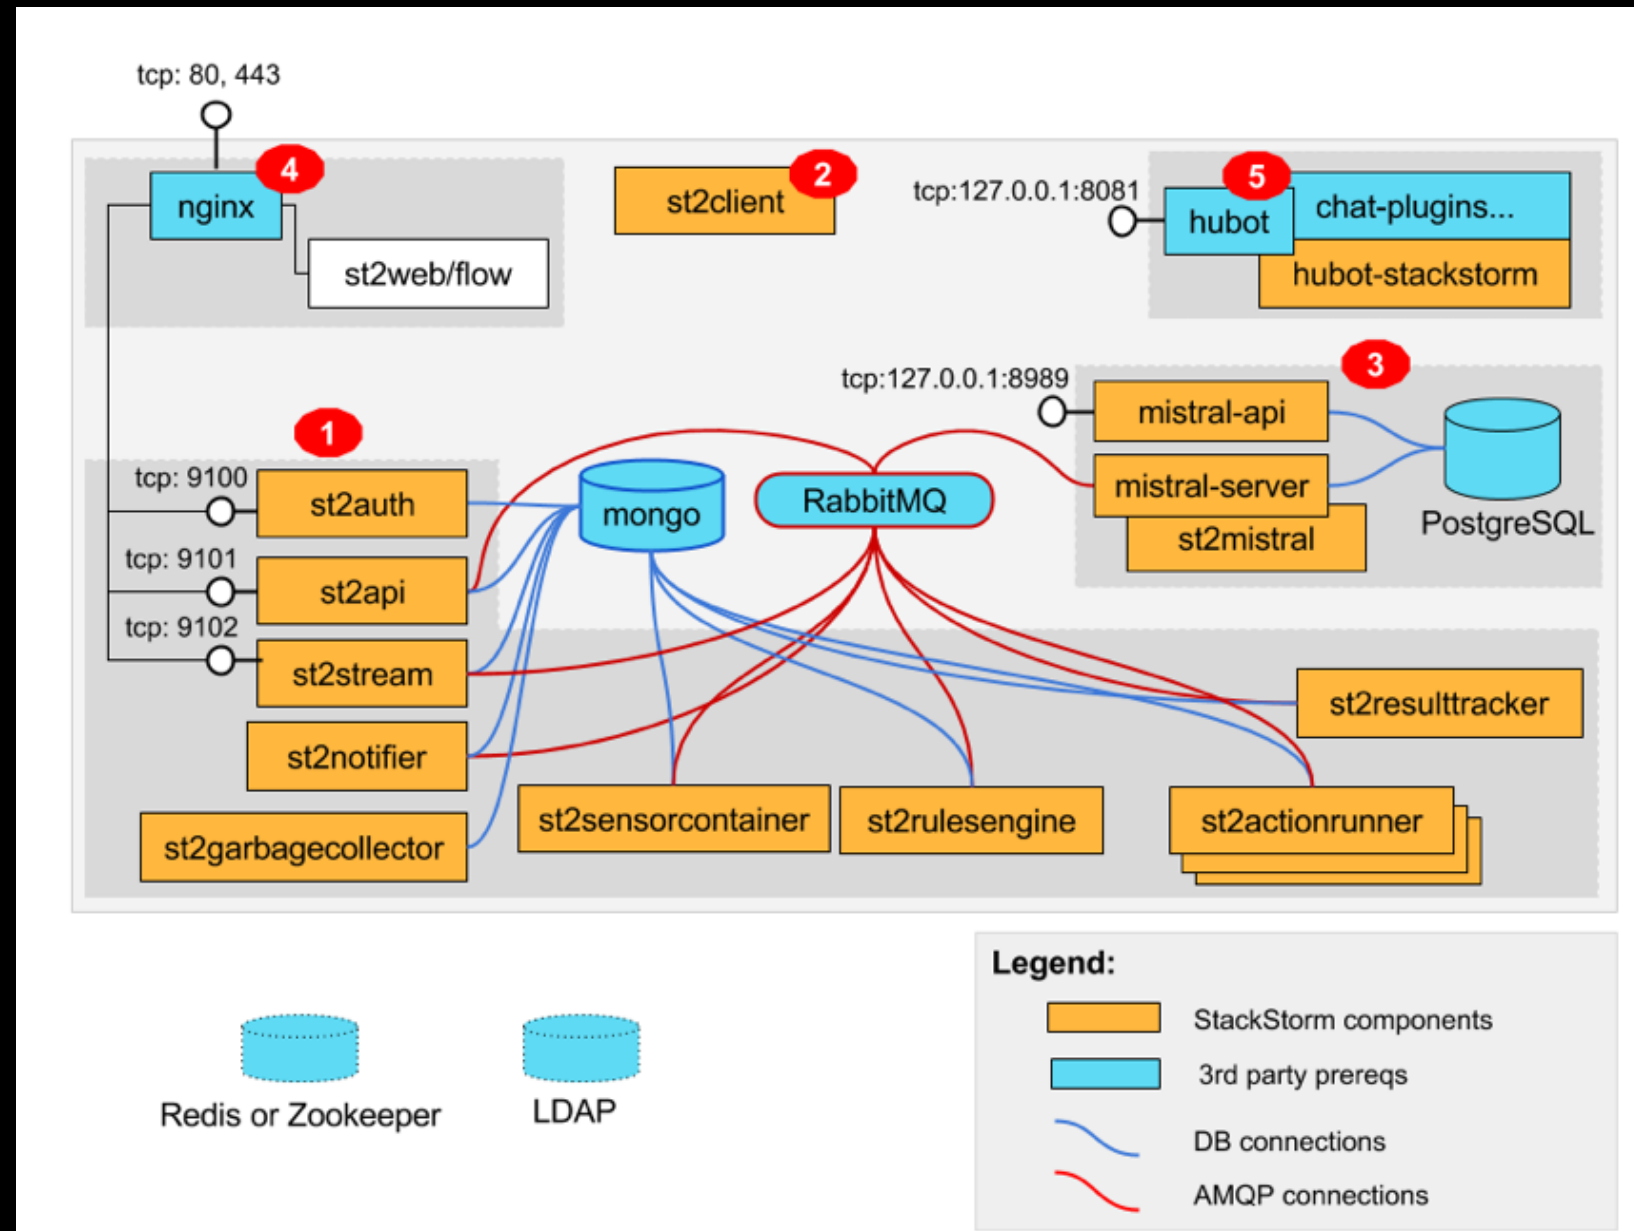 tcp: 80, 443
4
nginx
st2web/flow
2
st2client
tcp:127.0.0.1:8081
5
hubot
chat-plugins...
hubot-stackstorm
tcp:127.0.0.1:8989
3
mistral-api
mistral-server
st2mistral
PostgreSQL
1
tcp: 9100
st2auth
tcp: 9101
st2api
tcp: 9102
st2stream
st2notifier
st2garbagecollector
mongo
RabbitMQ
st2resulttracker
st2sensorcontainer
st2rulesengine
st2actionrunner
Redis or Zookeeper
LDAP
Legend:
StackStorm components
3rd party prereqs
DB connections
AMQP connections